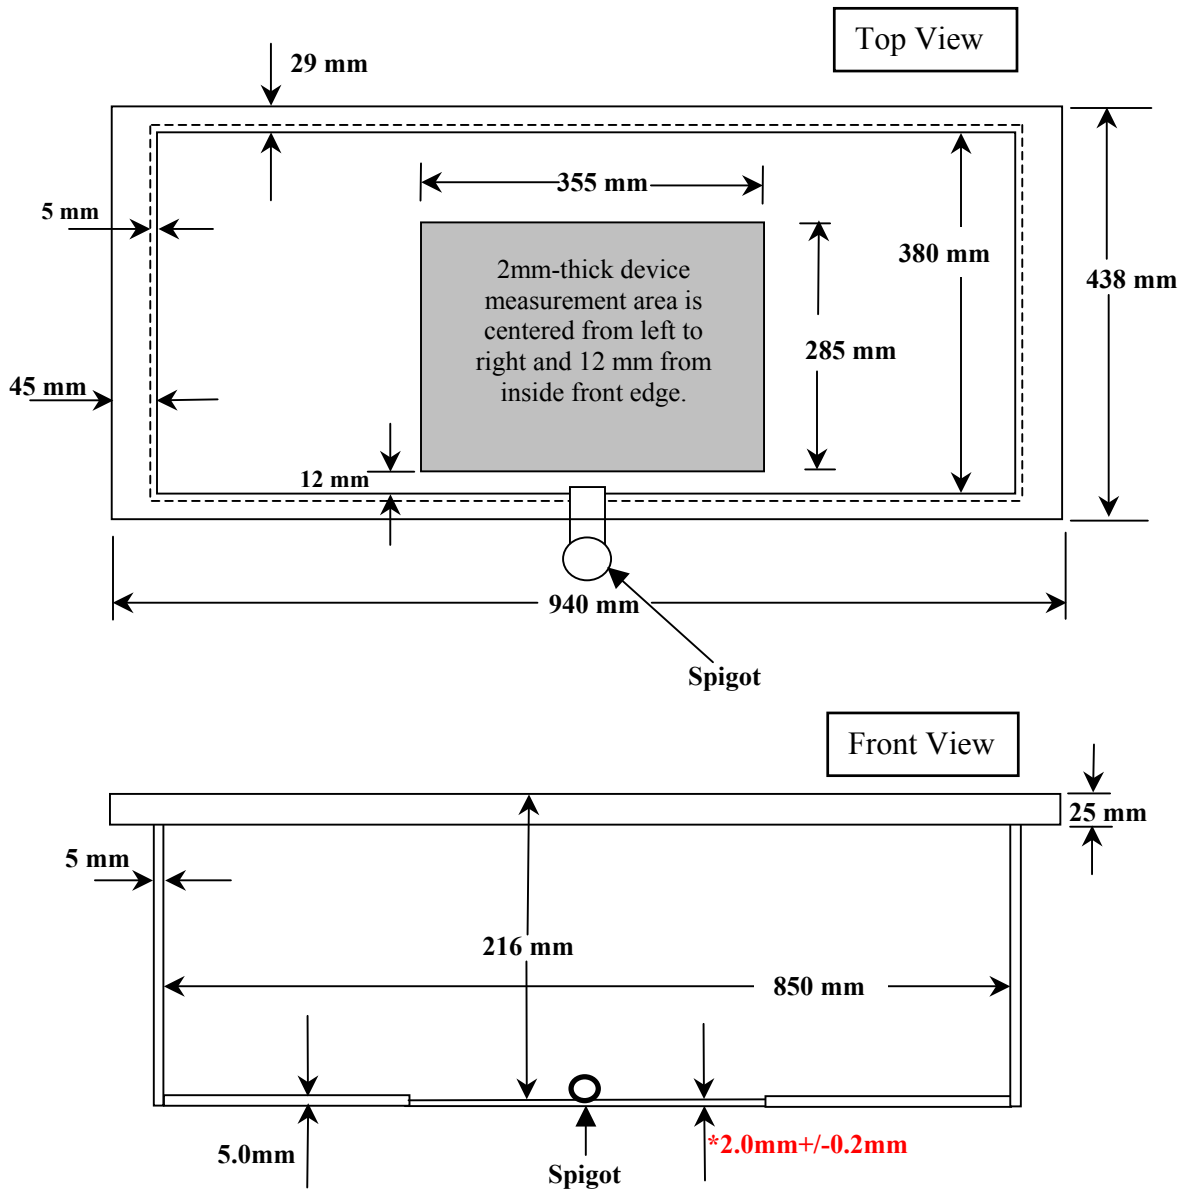 Top View
29 mm
355 mm
5 mm
380 mm
438 mm
2mm-thick device
measurement area is
centered from left to
right and 12 mm from
inside front edge.
285 mm
45 mm
12 mm
940 mm
Spigot
Front View
25 mm
5 mm
216 mm
850 mm
5.0mm
*2.0mm+/-0.2mm
Spigot